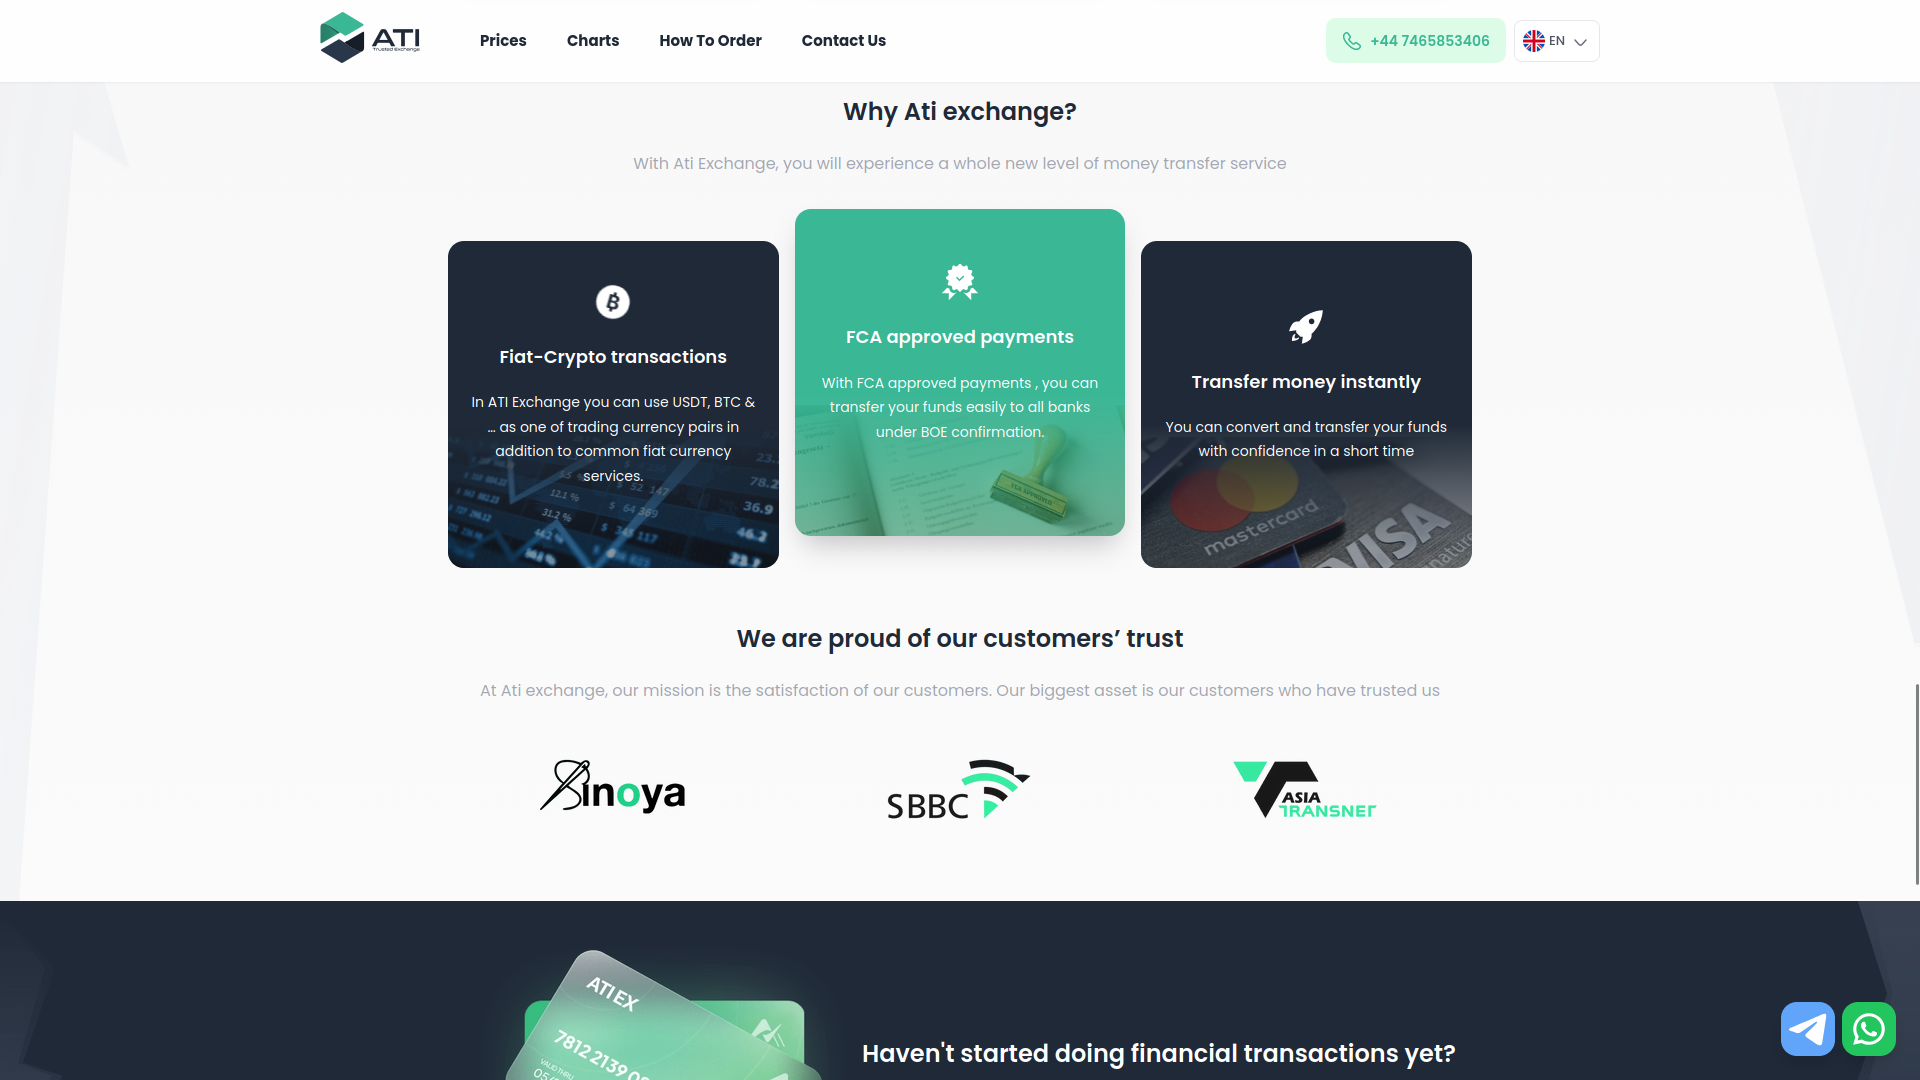 ATI
Trusted Exchange
Prices
Charts
How To Order
Contact Us
+44 7465853406
EN
Why Ati exchange?
With Ati Exchange, you will experience a whole new level of money transfer service
Fiat-Crypto transactions
In ATI Exchange you can use USDT, BTC &
... as one of trading currency pairs in
addition to common fiat currency
services.
FCA approved payments
With FCA approved payments , you can
transfer your funds easily to all banks
under BOE confirmation.
Transfer money instantly
You can convert and transfer your funds
with confidence in a short time
mastercard
VISA
We are proud of our customers’ trust
At Ati exchange, our mission is the satisfaction of our customers. Our biggest asset is our customers who have trusted us
Sinoya
SBBC
ASIA
TRANSNET
ATI EX
7812 2139
VALID THRU
Haven't started doing financial transactions yet?